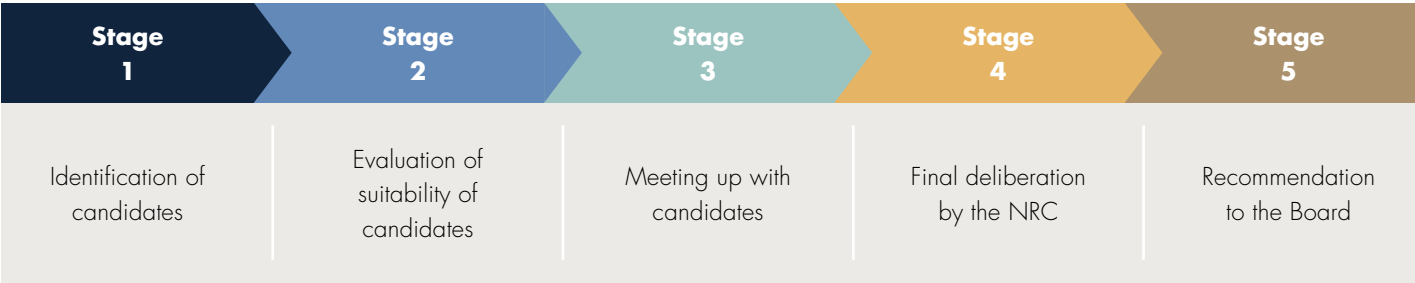 Stage
1
Stage
2
Stage
3
Stage
4
Stage
5
Identification of
candidates
Evaluation of
suitability of
candidates
Meeting up with
candidates
Final deliberation
by the NRC
Recommendation
to the Board